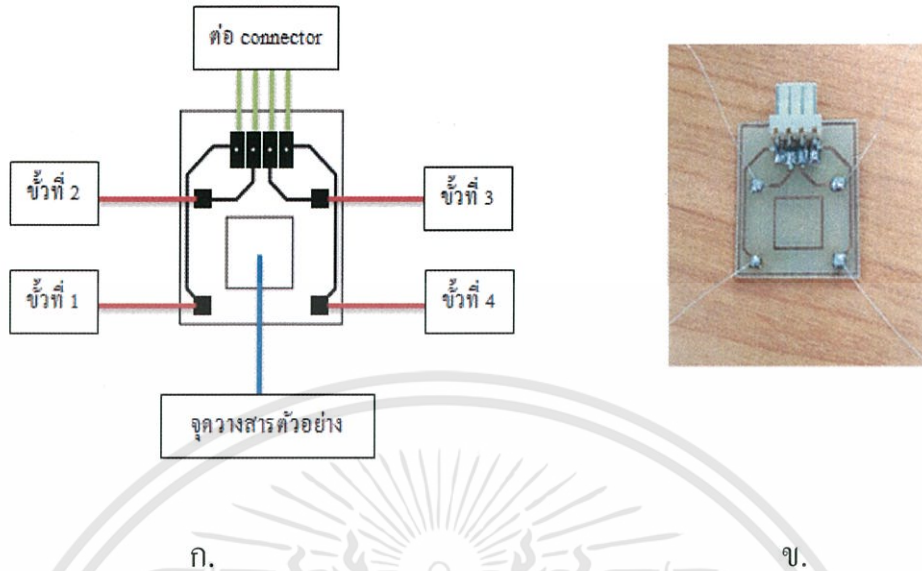 ต่อ connector
ขั้วที่ 2
ขั้วที่ 3
ขั้วที่ 1
ขั้วที่ 4
จุดวางสารตัวอย่าง
ก.
ข.